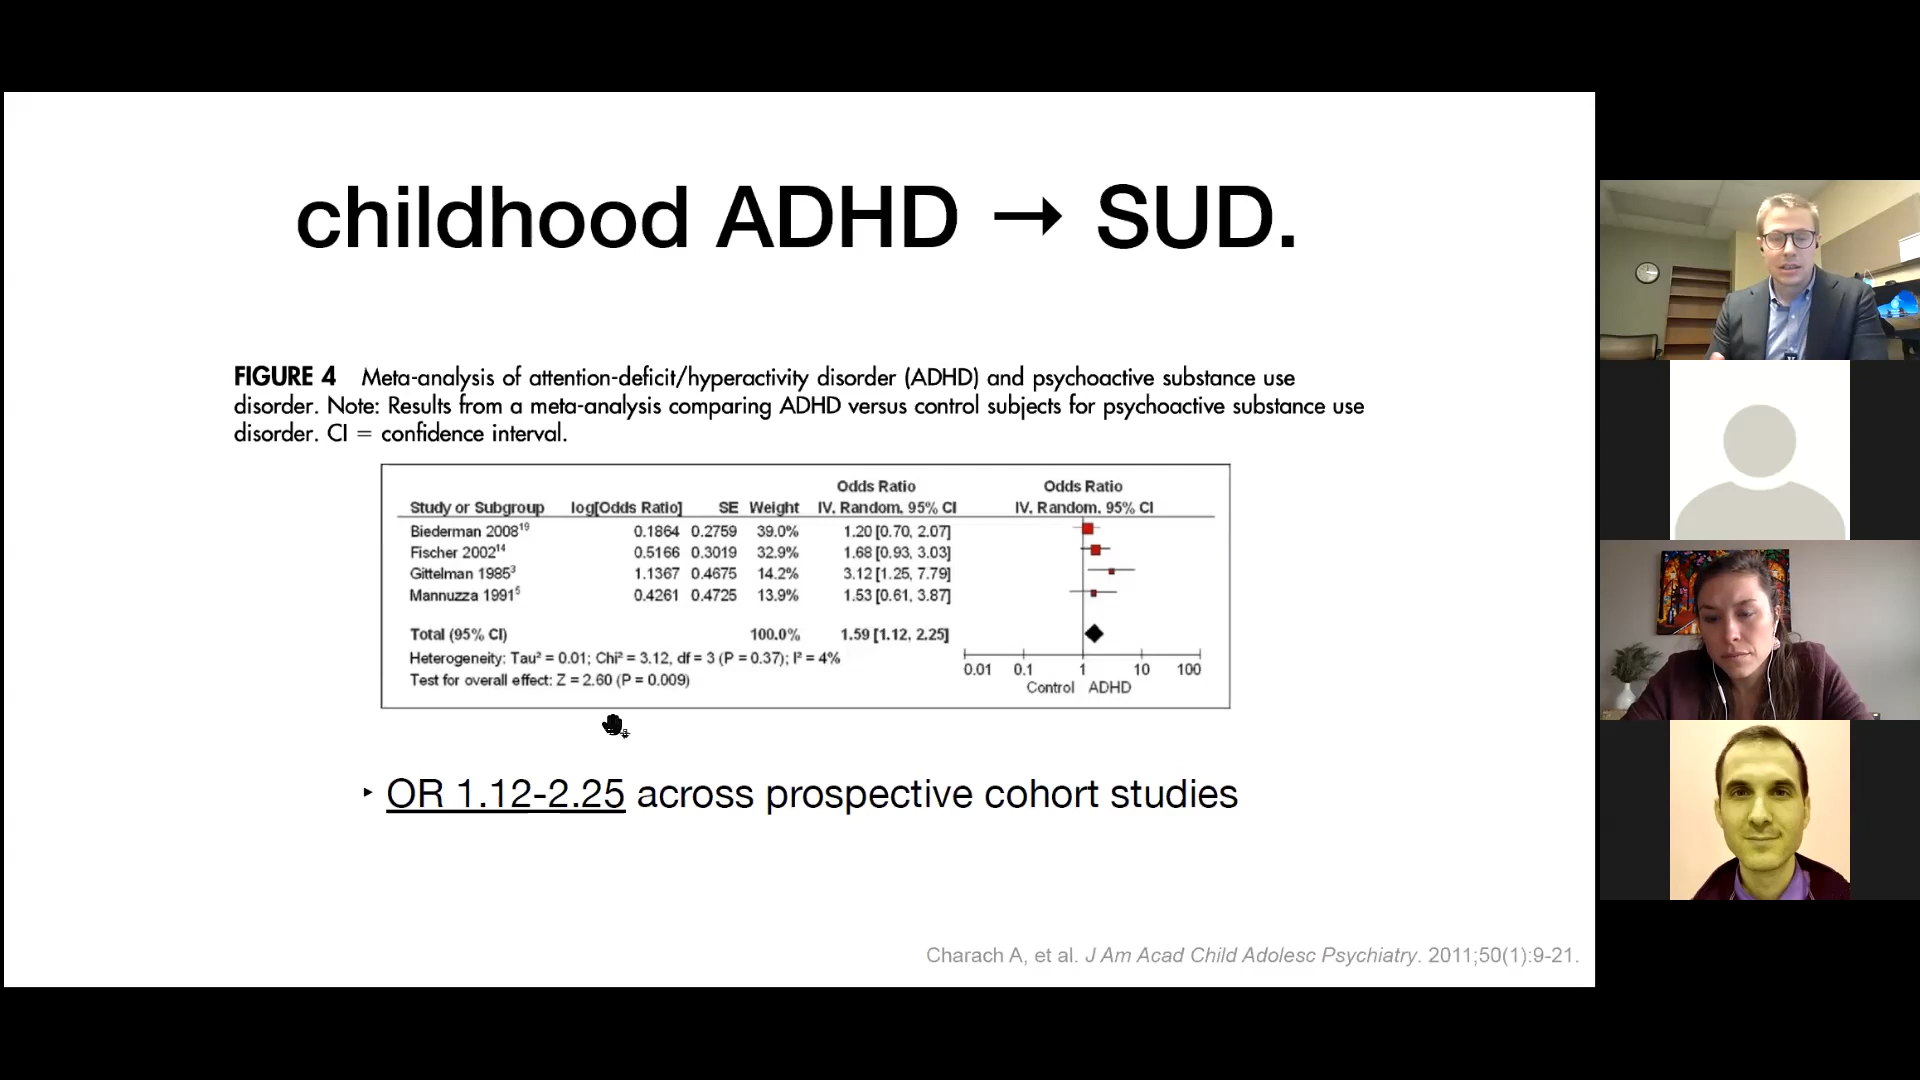 childhood ADHD → SUD.
FIGURE 4 Meta-analysis of attention-deficit/hyperactivity disorder (ADHD) and psychoactive substance use
disorder. Note: Results from a meta-analysis comparing ADHD versus control subjects for psychoactive substance use
disorder. CI = confidence interval.
Odds Ratio Odds Ratio
Study or Subgroup log[Odds Ratio] SE Weight IV, Random, 95% CI IV, Random, 95% CI
Biederman 2008¹⁹ 0.1864 0.2759 39.0% 1.20 [0.70, 2.07]
Fischer 2002¹⁴ 0.5166 0.3019 32.9% 1.68 [0.93, 3.03]
Gittelman 1985³ 1.1367 0.4675 14.2% 3.12 [1.25, 7.79]
Mannuzza 1991⁵ 0.4261 0.4725 13.9% 1.53 [0.61, 3.87]
Total (95% CI) 100.0% 1.59 [1.12, 2.25]
Heterogeneity: Tau² = 0.01; Chi² = 3.12, df = 3 (P = 0.37); I² = 4%
Test for overall effect: Z = 2.60 (P = 0.009)
0.01 0.1 1 10 100
Control ADHD
‣ OR 1.12-2.25 across prospective cohort studies
Charach A, et al. J Am Acad Child Adolesc Psychiatry. 2011;50(1):9-21.